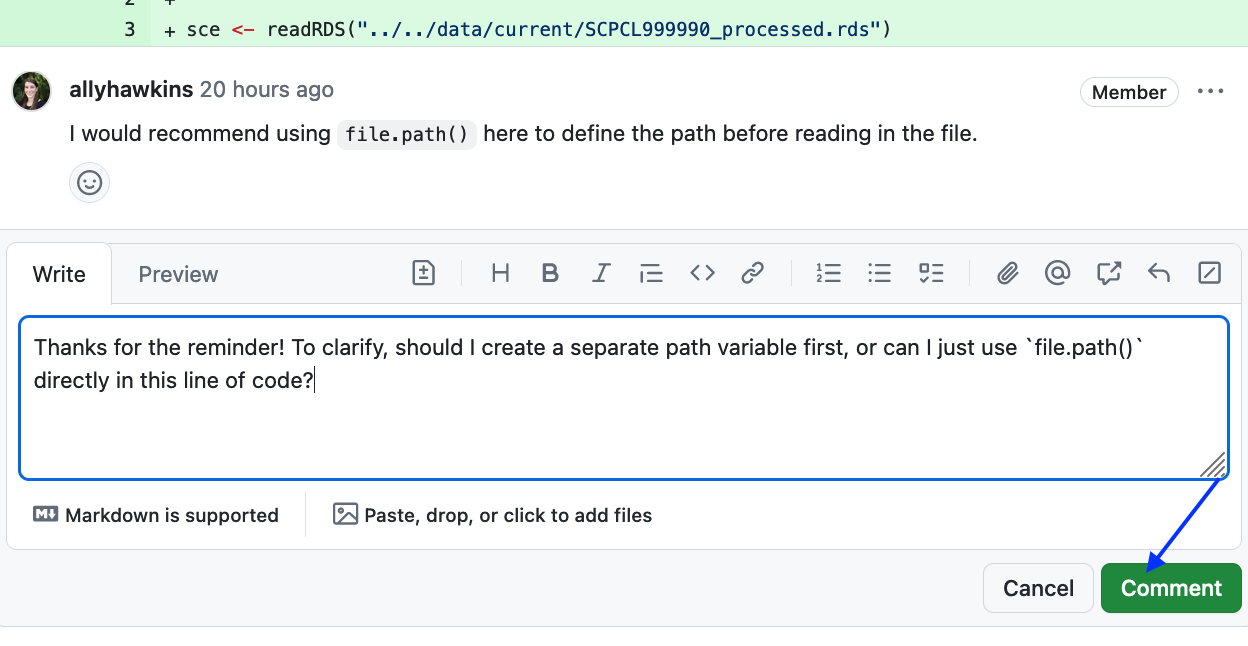 2 +
3 + sce <- readRDS("../../data/current/SCPCL999990_processed.rds")
allyhawkins 20 hours ago
Member
I would recommend using file.path() here to define the path before reading in the file.
Write Preview
Thanks for the reminder! To clarify, should I create a separate path variable first, or can I just use `file.path()`
directly in this line of code?
Markdown is supported
Paste, drop, or click to add files
Cancel Comment